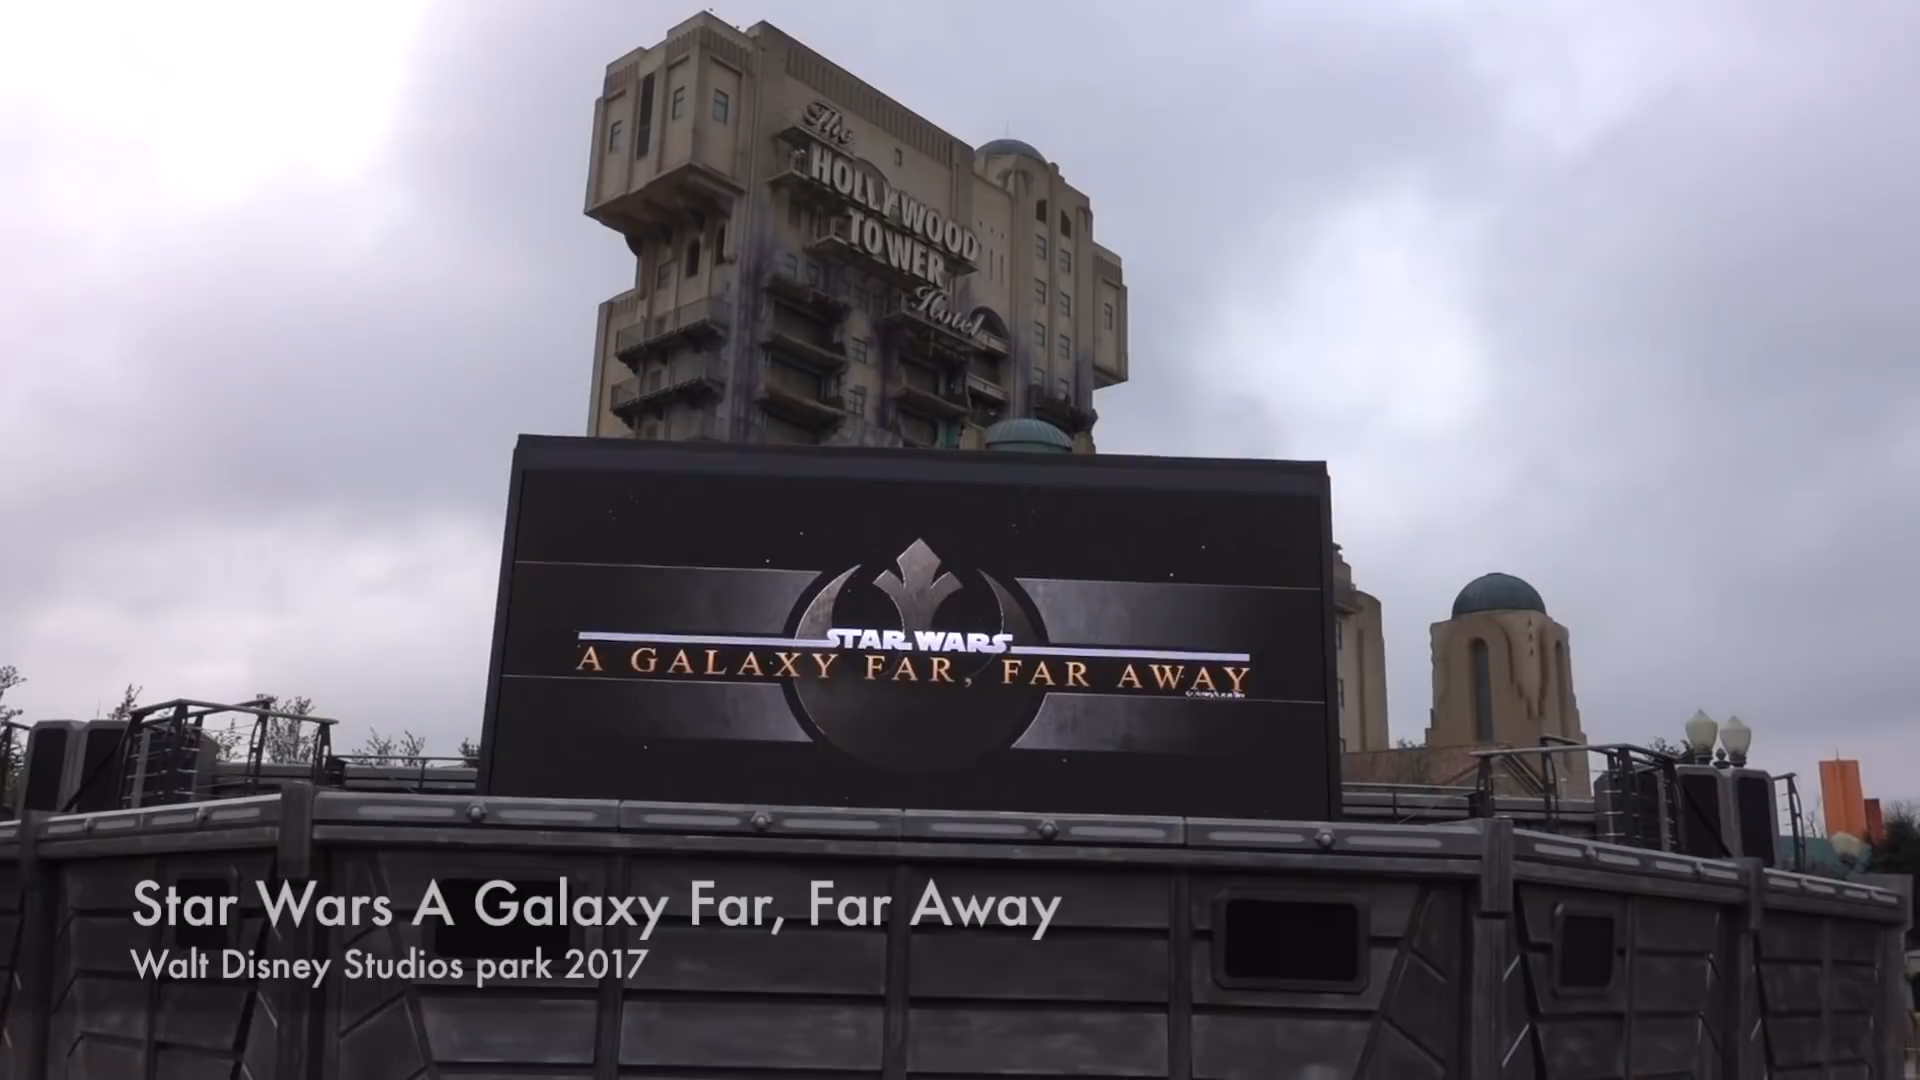 The
HOLLYWOOD
TOWER
Hotel
STAR WARS
A GALAXY FAR, FAR AWAY
Star Wars A Galaxy Far, Far Away
Walt Disney Studios park 2017